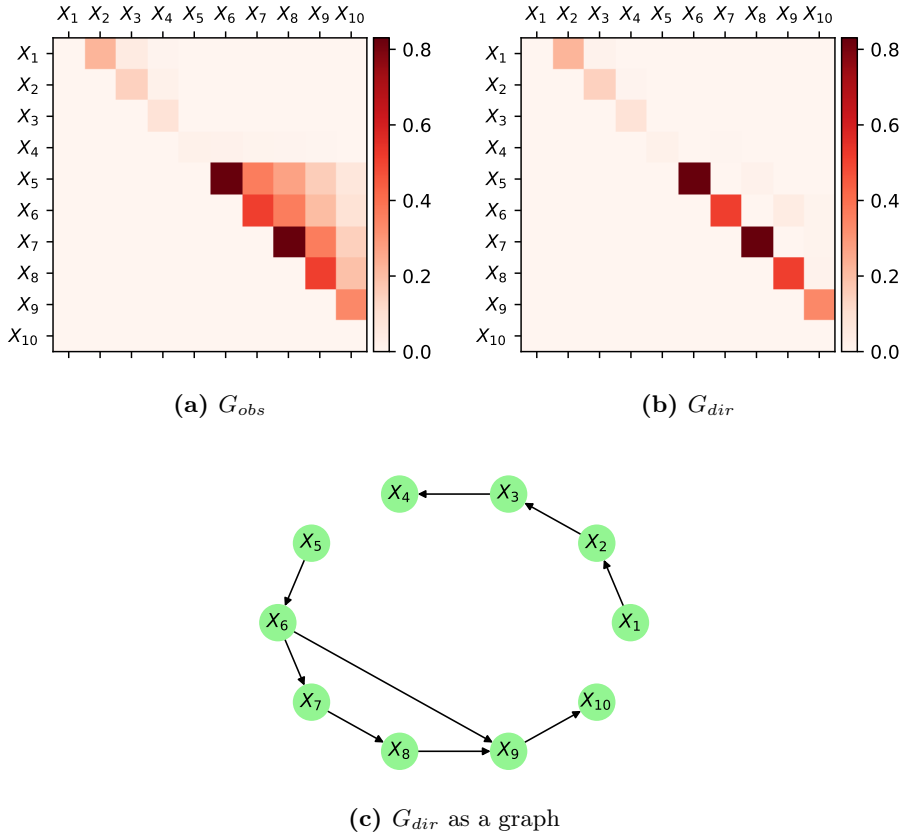 X1 X2 X3 X4 X5 X6 X7 X8 X9 X10
X1
X2
X3
X4
X5
X6
X7
X8
X9
X10
0.8
0.6
0.4
0.2
0.0
(a) Gobs
X1 X2 X3 X4 X5 X6 X7 X8 X9 X10
X1
X2
X3
X4
X5
X6
X7
X8
X9
X10
0.8
0.6
0.4
0.2
0.0
(b) Gdir
X4 X3
X5 X2
X6 X1
X7 X10
X8 X9
(c) Gdir as a graph